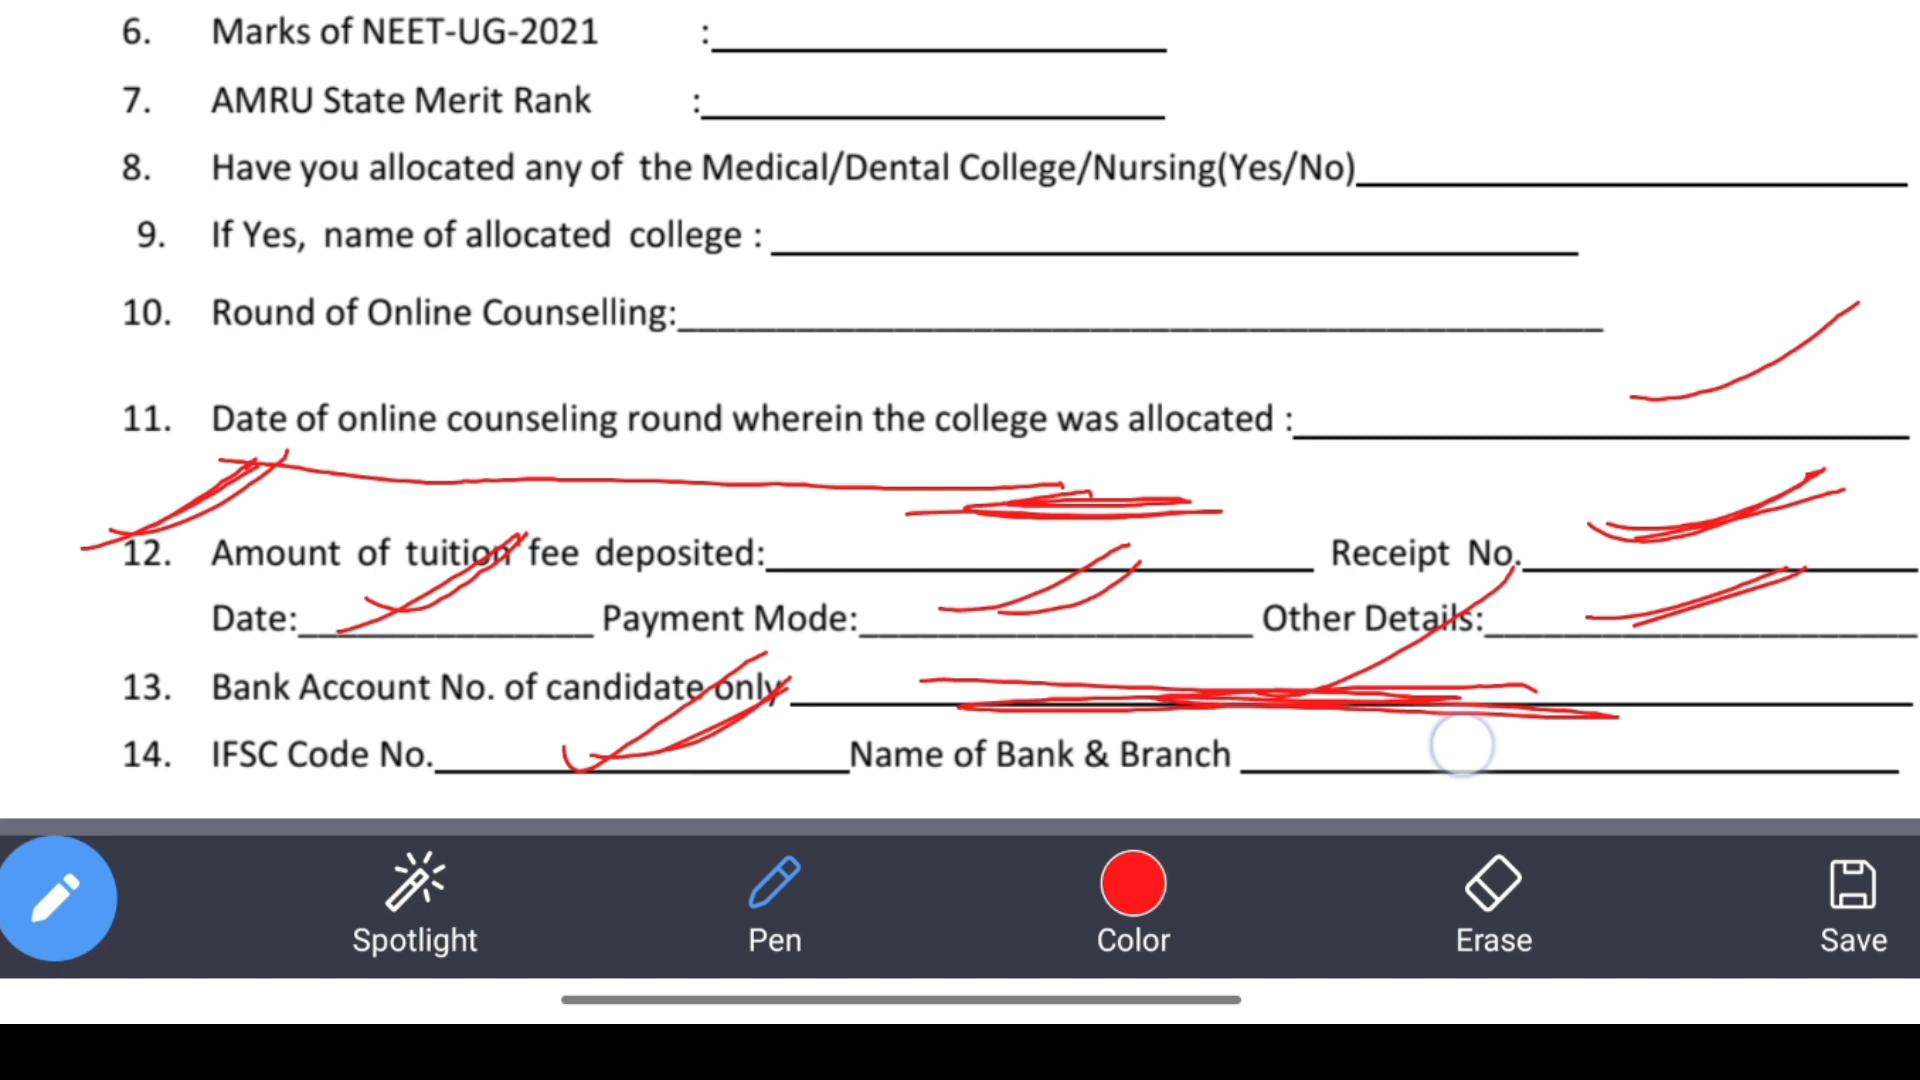 6. Marks of NEET-UG-2021 :
7. AMRU State Merit Rank :
8. Have you allocated any of the Medical/Dental College/Nursing(Yes/No)
9. If Yes, name of allocated college :
10. Round of Online Counselling:
11. Date of online counseling round wherein the college was allocated :
12. Amount of tuition fee deposited: Receipt No.
Date: Payment Mode: Other Details:
13. Bank Account No. of candidate only
14. IFSC Code No. Name of Bank & Branch
Spotlight Pen Color Erase Save